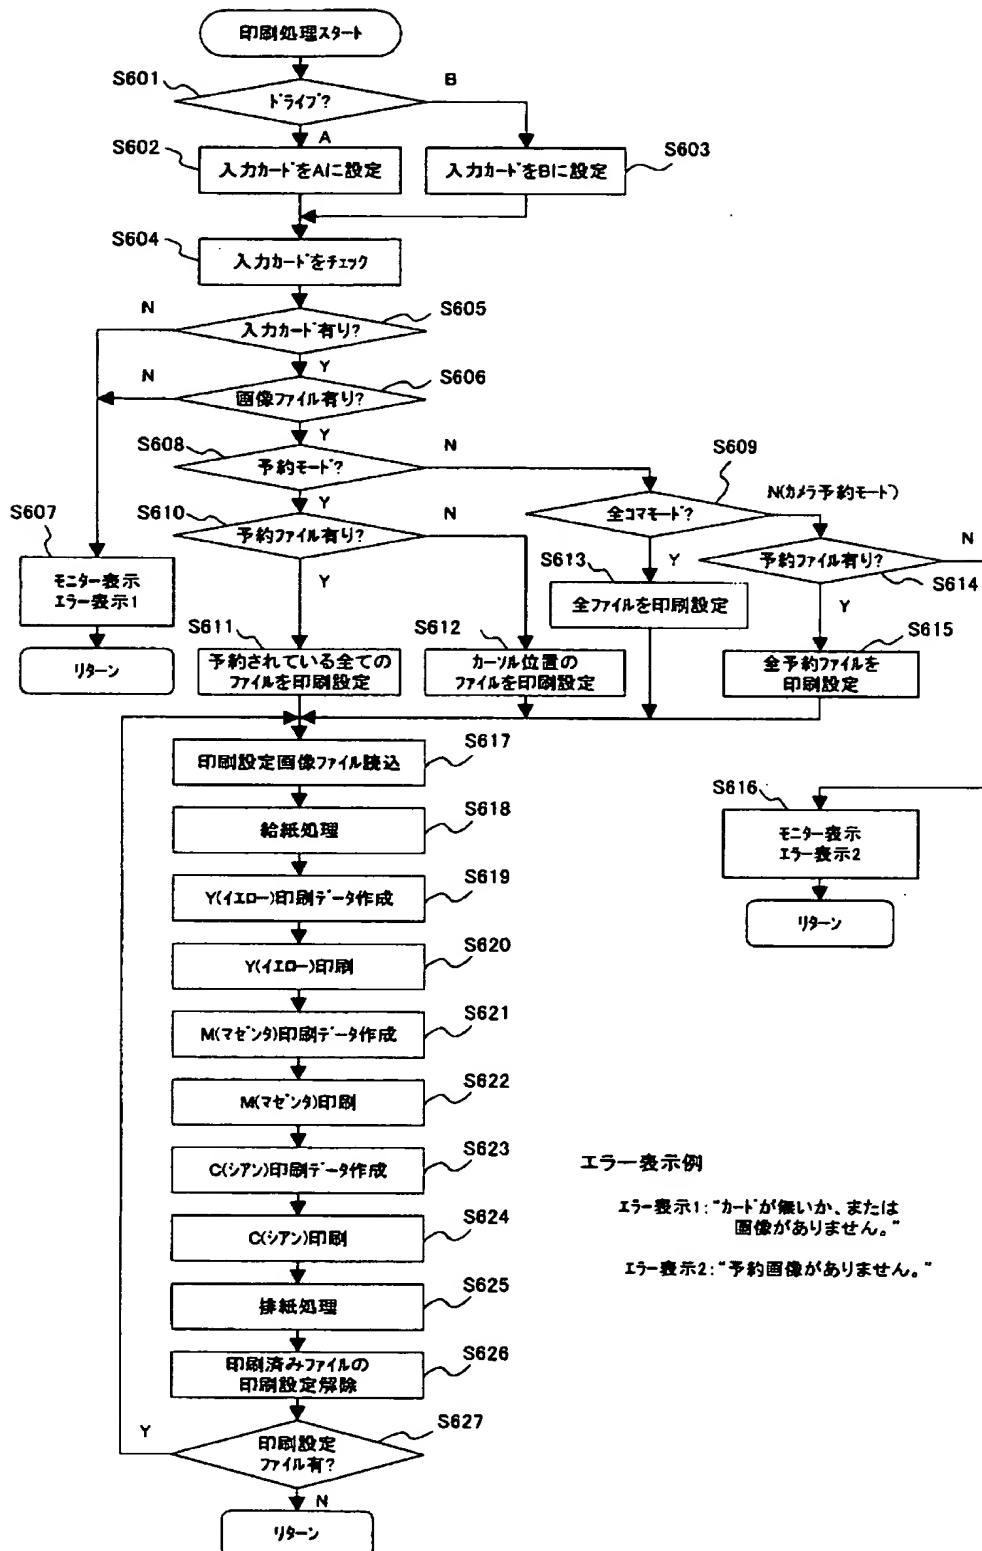 印刷処理スタート
S601
ドライブ?
B
A
S602
入力カードをAに設定
入力カードをBに設定
S603
S604
入力カードをチェック
N
入力カード有り?
S605
Y
N
画像ファイル有り?
S606
Y
S608
予約モード?
N
S609
全コマモード?
N(カメラ予約モード)
Y
S610
予約ファイル有り?
N
Y
S607
モニター表示
エラー表示1
リターン
S613
Y
全ファイルを印刷設定
予約ファイル有り?
N
S614
Y
S611
予約されている全ての
ファイルを印刷設定
S612
カーソル位置の
ファイルを印刷設定
S615
全予約ファイルを
印刷設定
印刷設定画像ファイル読込
S617
給紙処理
S618
S616
モニター表示
エラー表示2
リターン
Y(イエロー)印刷データ作成
S619
Y(イエロー)印刷
S620
M(マゼンタ)印刷データ作成
S621
M(マゼンタ)印刷
S622
C(シアン)印刷データ作成
S623
C(シアン)印刷
S624
排紙処理
S625
印刷済みファイルの
印刷設定解除
S626
Y
印刷設定
ファイル有?
S627
N
リターン
エラー表示例
エラー表示1:"カードが無いか、または
画像がありません。"
エラー表示2:"予約画像がありません。"